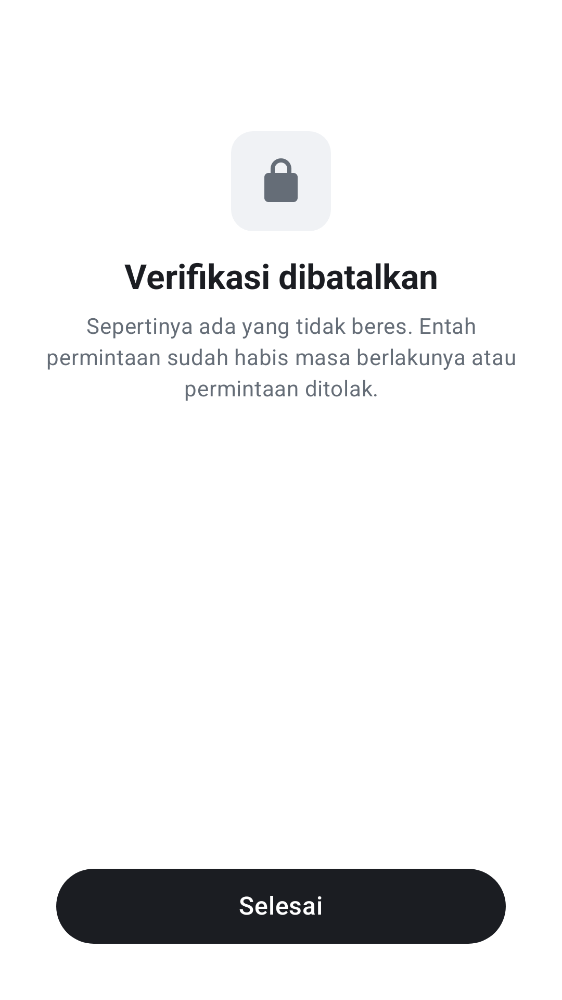 Verifikasi dibatalkan
Sepertinya ada yang tidak beres. Entah
permintaan sudah habis masa berlakunya atau
permintaan ditolak.
Selesai